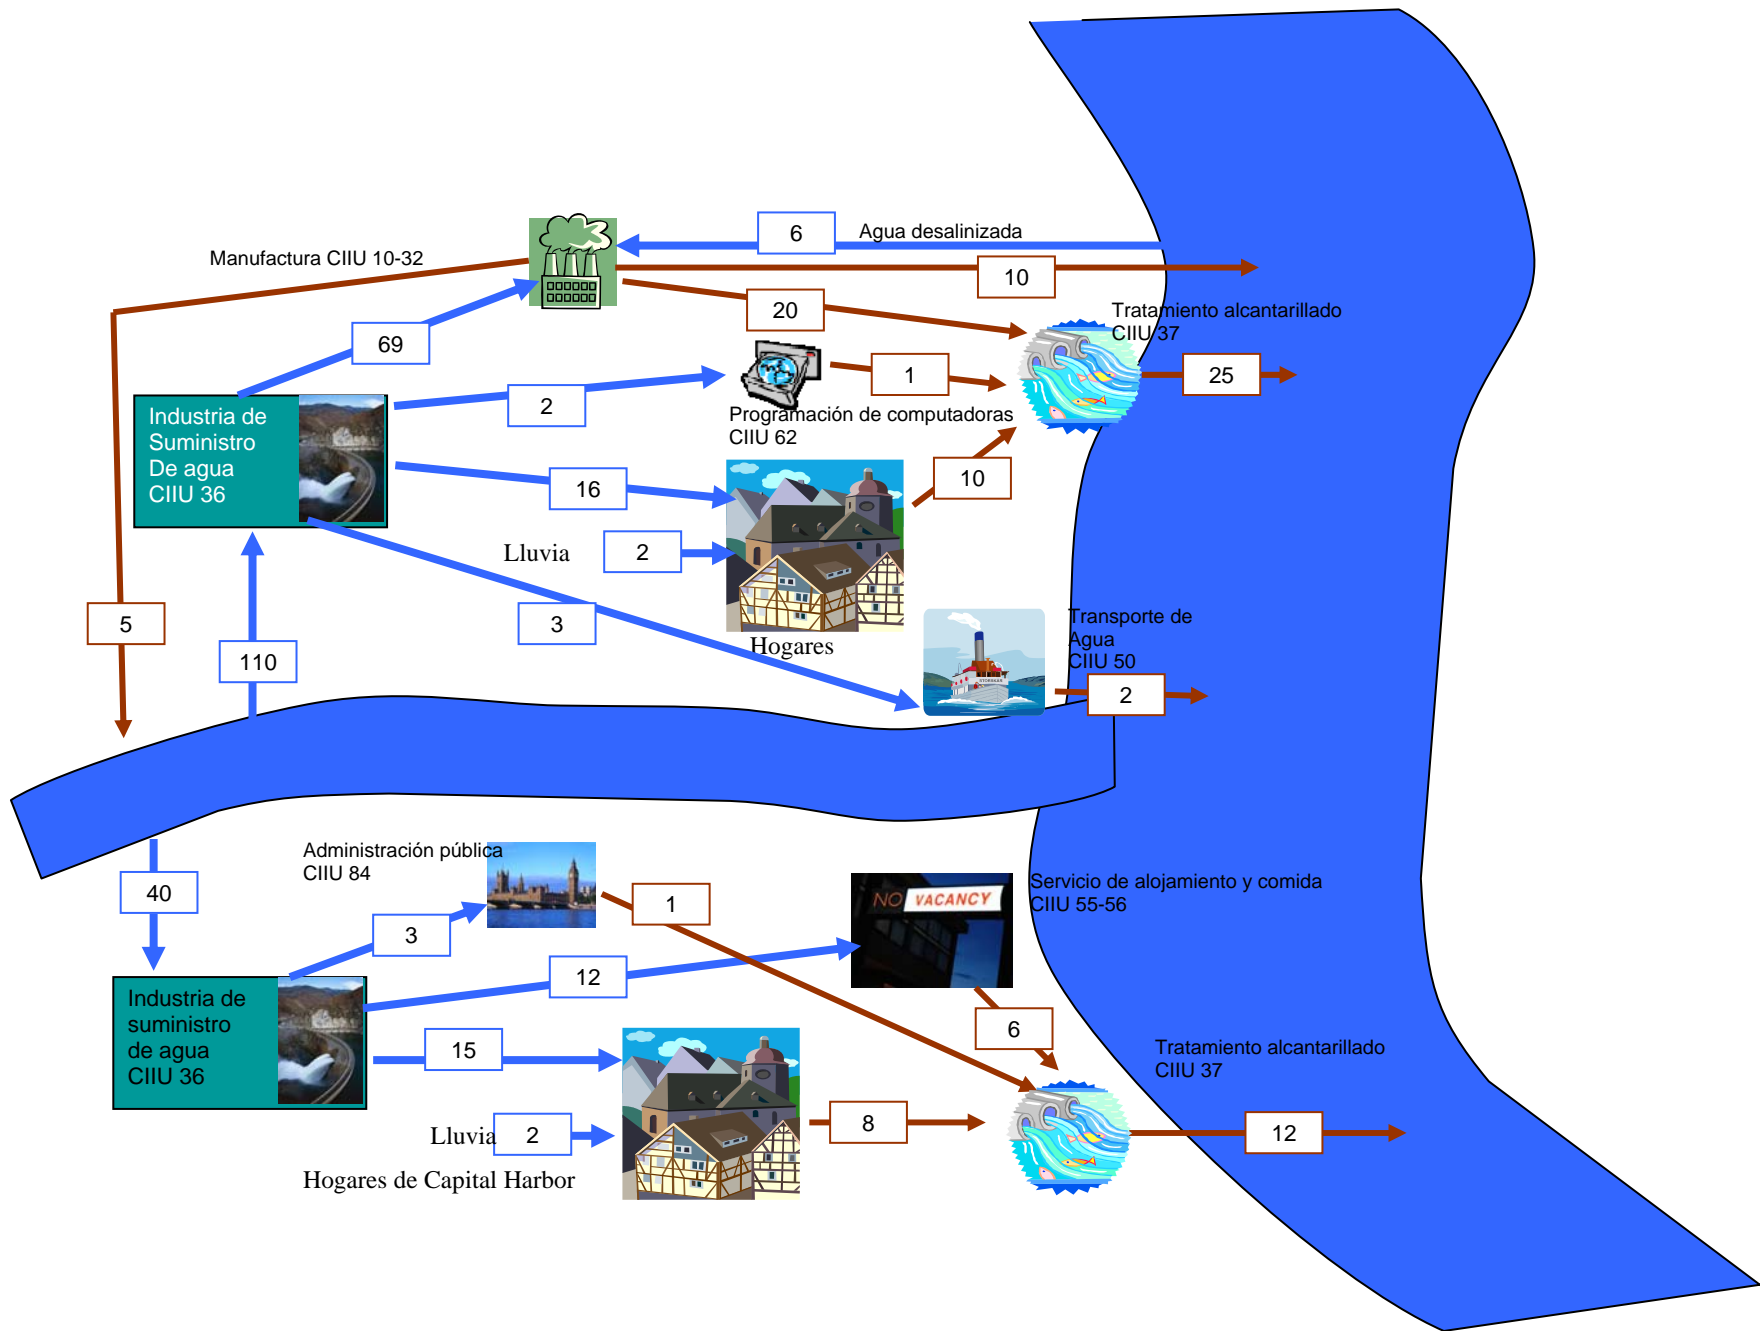 6
Agua desalinizada
Manufactura CIIU 10-32
10
20
Tratamiento alcantarillado
CIIU 37
69
1
25
2
Industria de
Suministro
De agua
CIIU 36
Programación de computadoras
CIIU 62
16
10
Lluvia
2
3
5
Hogares
110
Transporte de
Agua
CIIU 50
2
Administración pública
CIIU 84
40
3
1
NO VACANCY
Servicio de alojamiento y comida
CIIU 55-56
12
Industria de
suministro
de agua
CIIU 36
15
6
Tratamiento alcantarillado
CIIU 37
Lluvia
2
8
12
Hogares de Capital Harbor